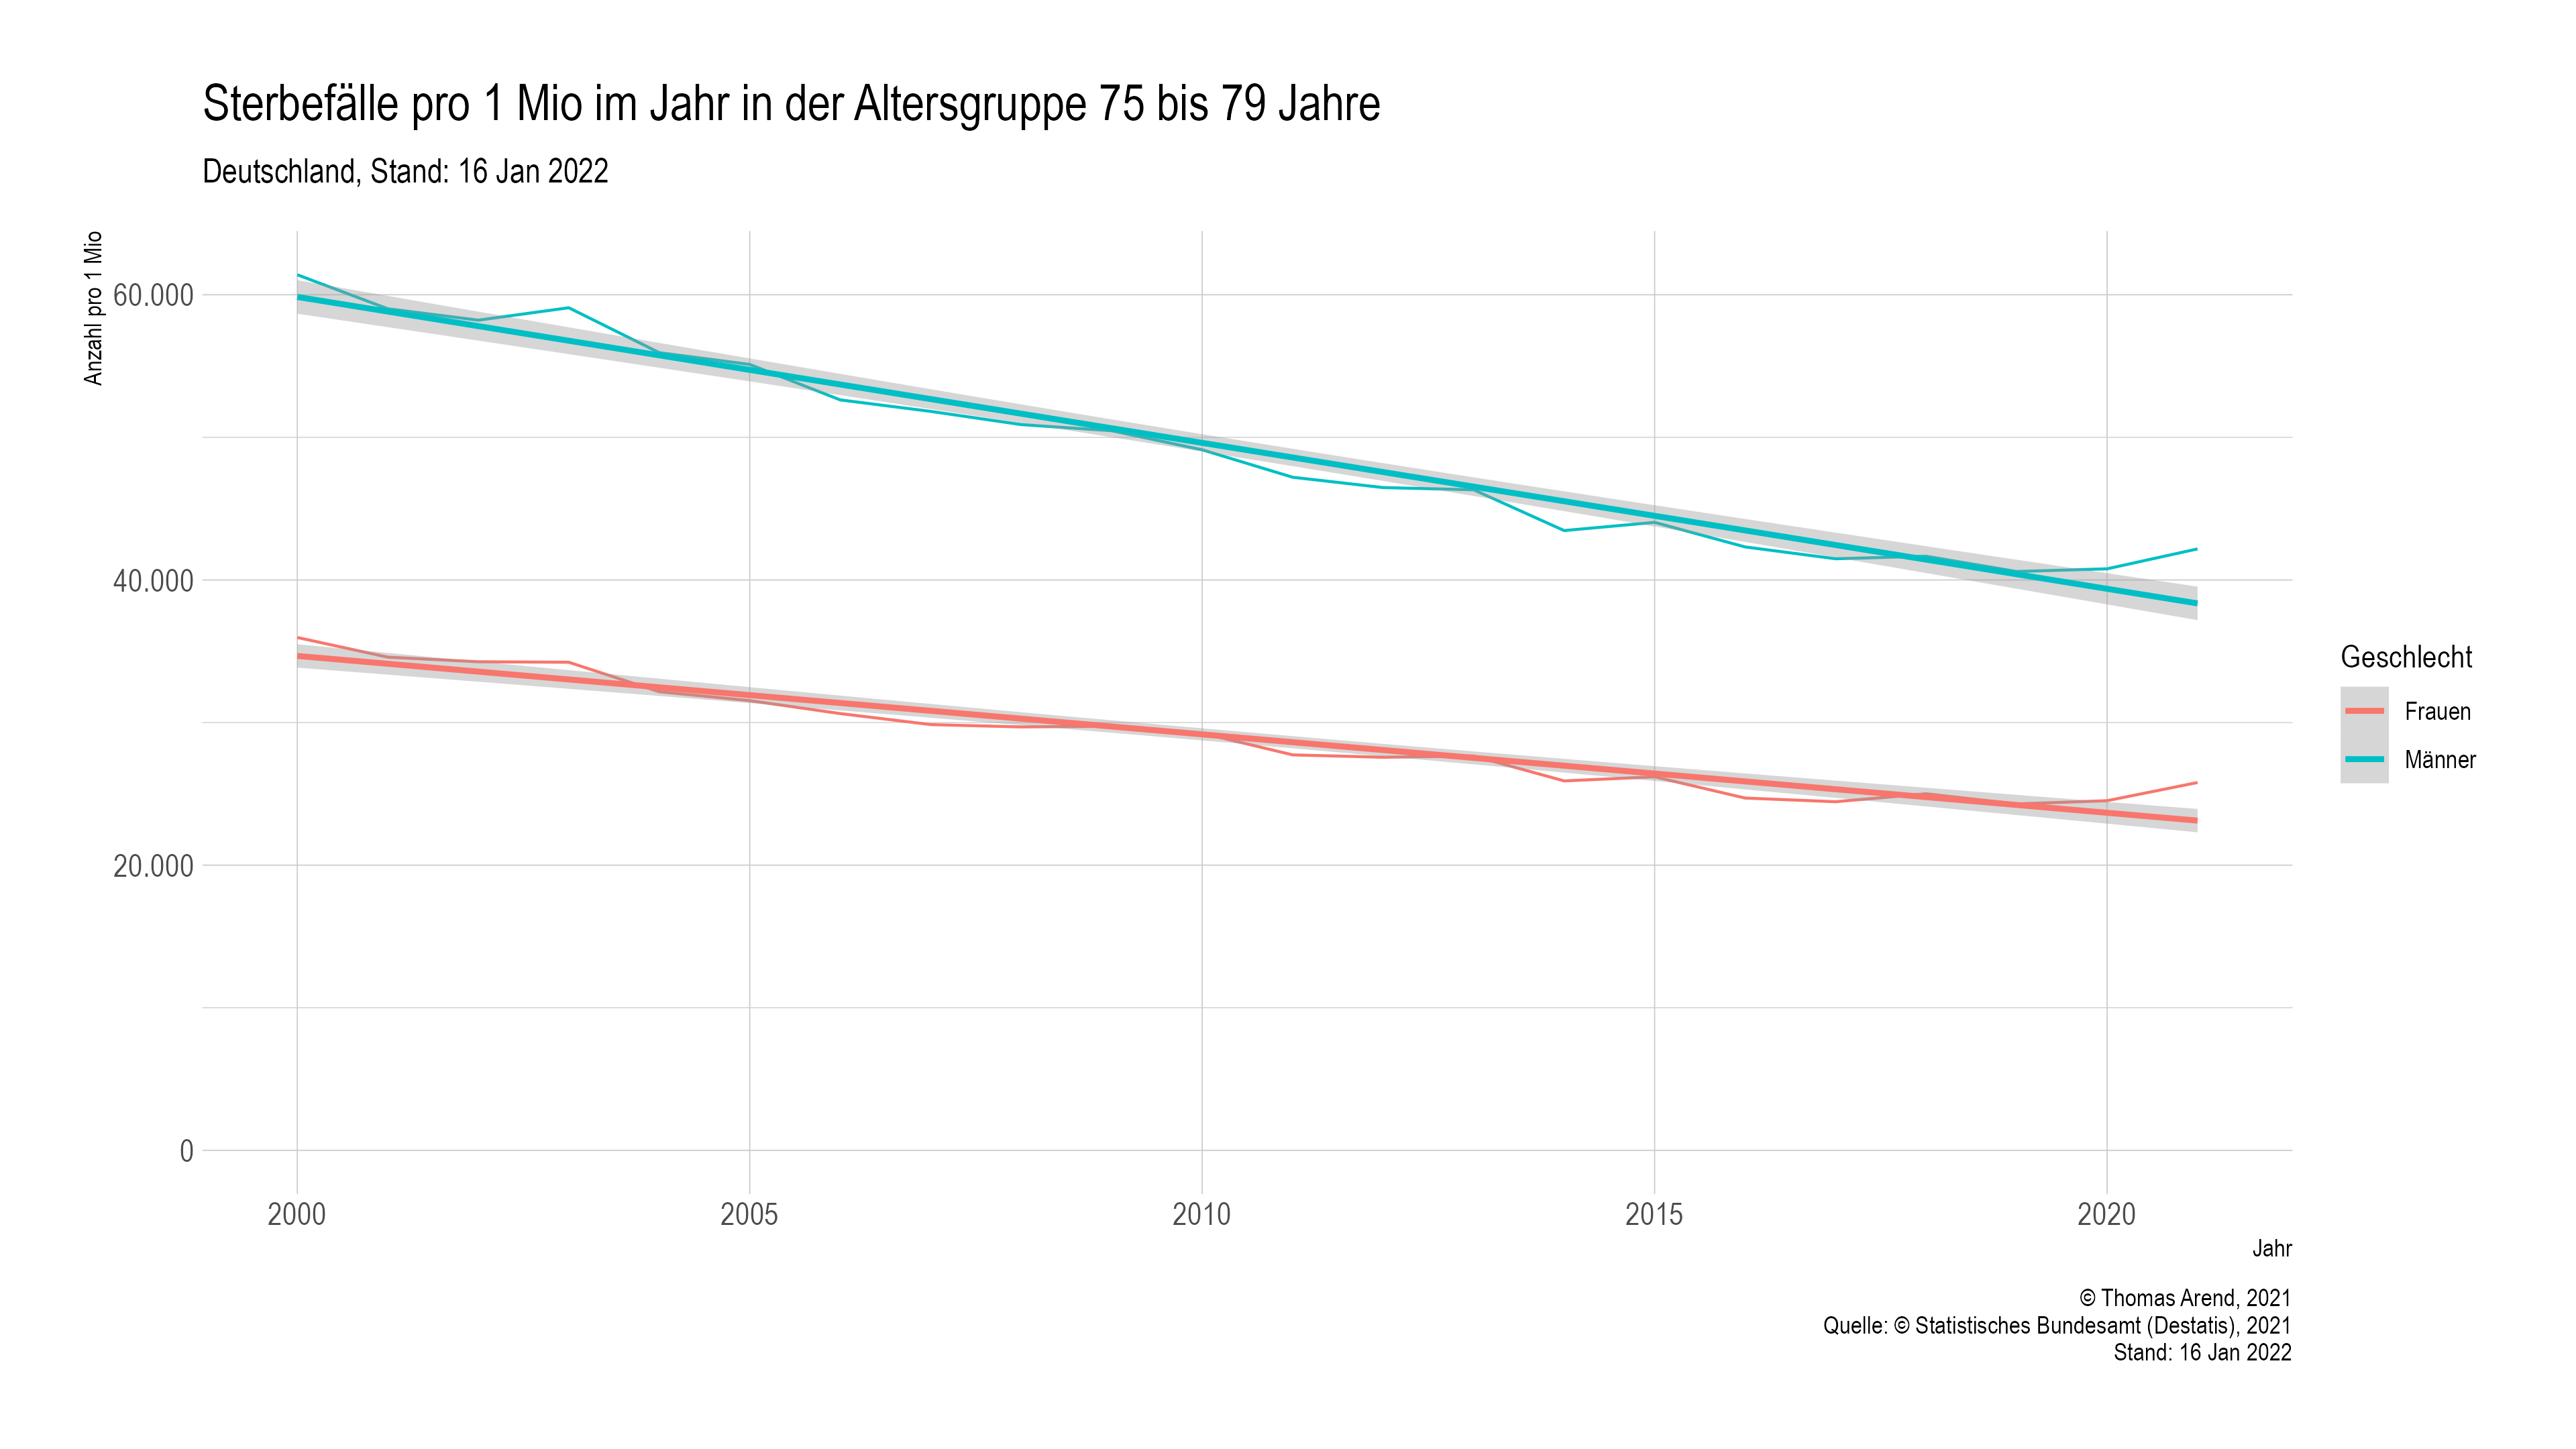 Sterbefälle pro 1 Mio im Jahr in der Altersgruppe 75 bis 79 Jahre
Deutschland, Stand: 16 Jan 2022
Anzahl pro 1 Mio
60.000
40.000
20.000
0
2000
2005
2010
2015
2020
Jahr
Geschlecht
Frauen
Männer
© Thomas Arend, 2021
Quelle: © Statistisches Bundesamt (Destatis), 2021
Stand: 16 Jan 2022